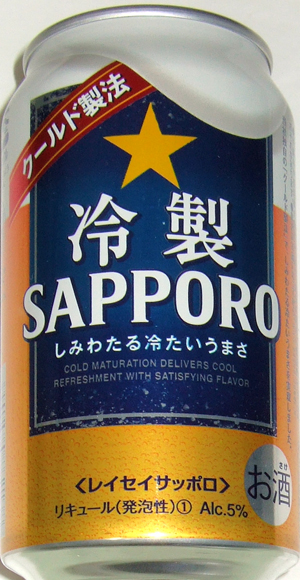 クールド製法
冷製
SAPPORO
しみわたる冷たいうまさ
COLD MATURATION DELIVERS COOL
REFRESHMENT WITH SATISFYING FLAVOR
さけ
お酒
<レイセイサッポロ>
リキュール(発泡性)① Alc.5%